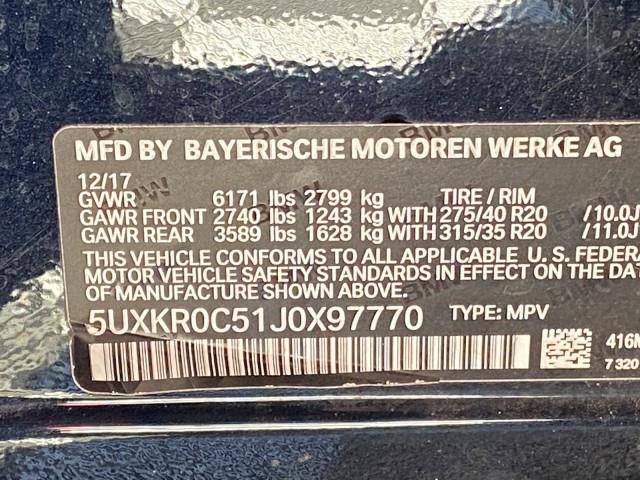 MFD BY BAYERISCHE MOTOREN WERKE AG
12/17
GVWR 6171 lbs 2799 kg TIRE / RIM
GAWR FRONT 2740 lbs 1243 kg WITH 275/40 R20 /10.0J
GAWR REAR 3589 lbs 1628 kg WITH 315/35 R20 /11.0J
THIS VEHICLE CONFORMS TO ALL APPLICABLE U. S. FEDERA
MOTOR VEHICLE SAFETY STANDARDS IN EFFECT ON THE DA
OF MANUFACTURE SHOWN ABOVE.
5UXKR0C51J0X97770 TYPE: MPV
416M
7 320